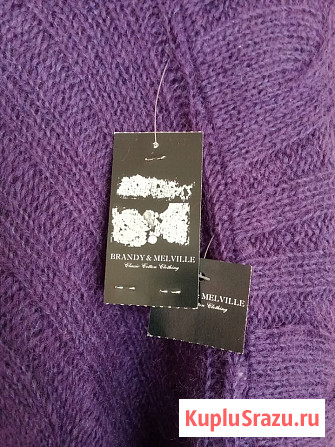 BRANDY & MELVILLE
Classic Cotton Clothing
& MELVILLE
Cotton Clothing
KupluSrazu.ru